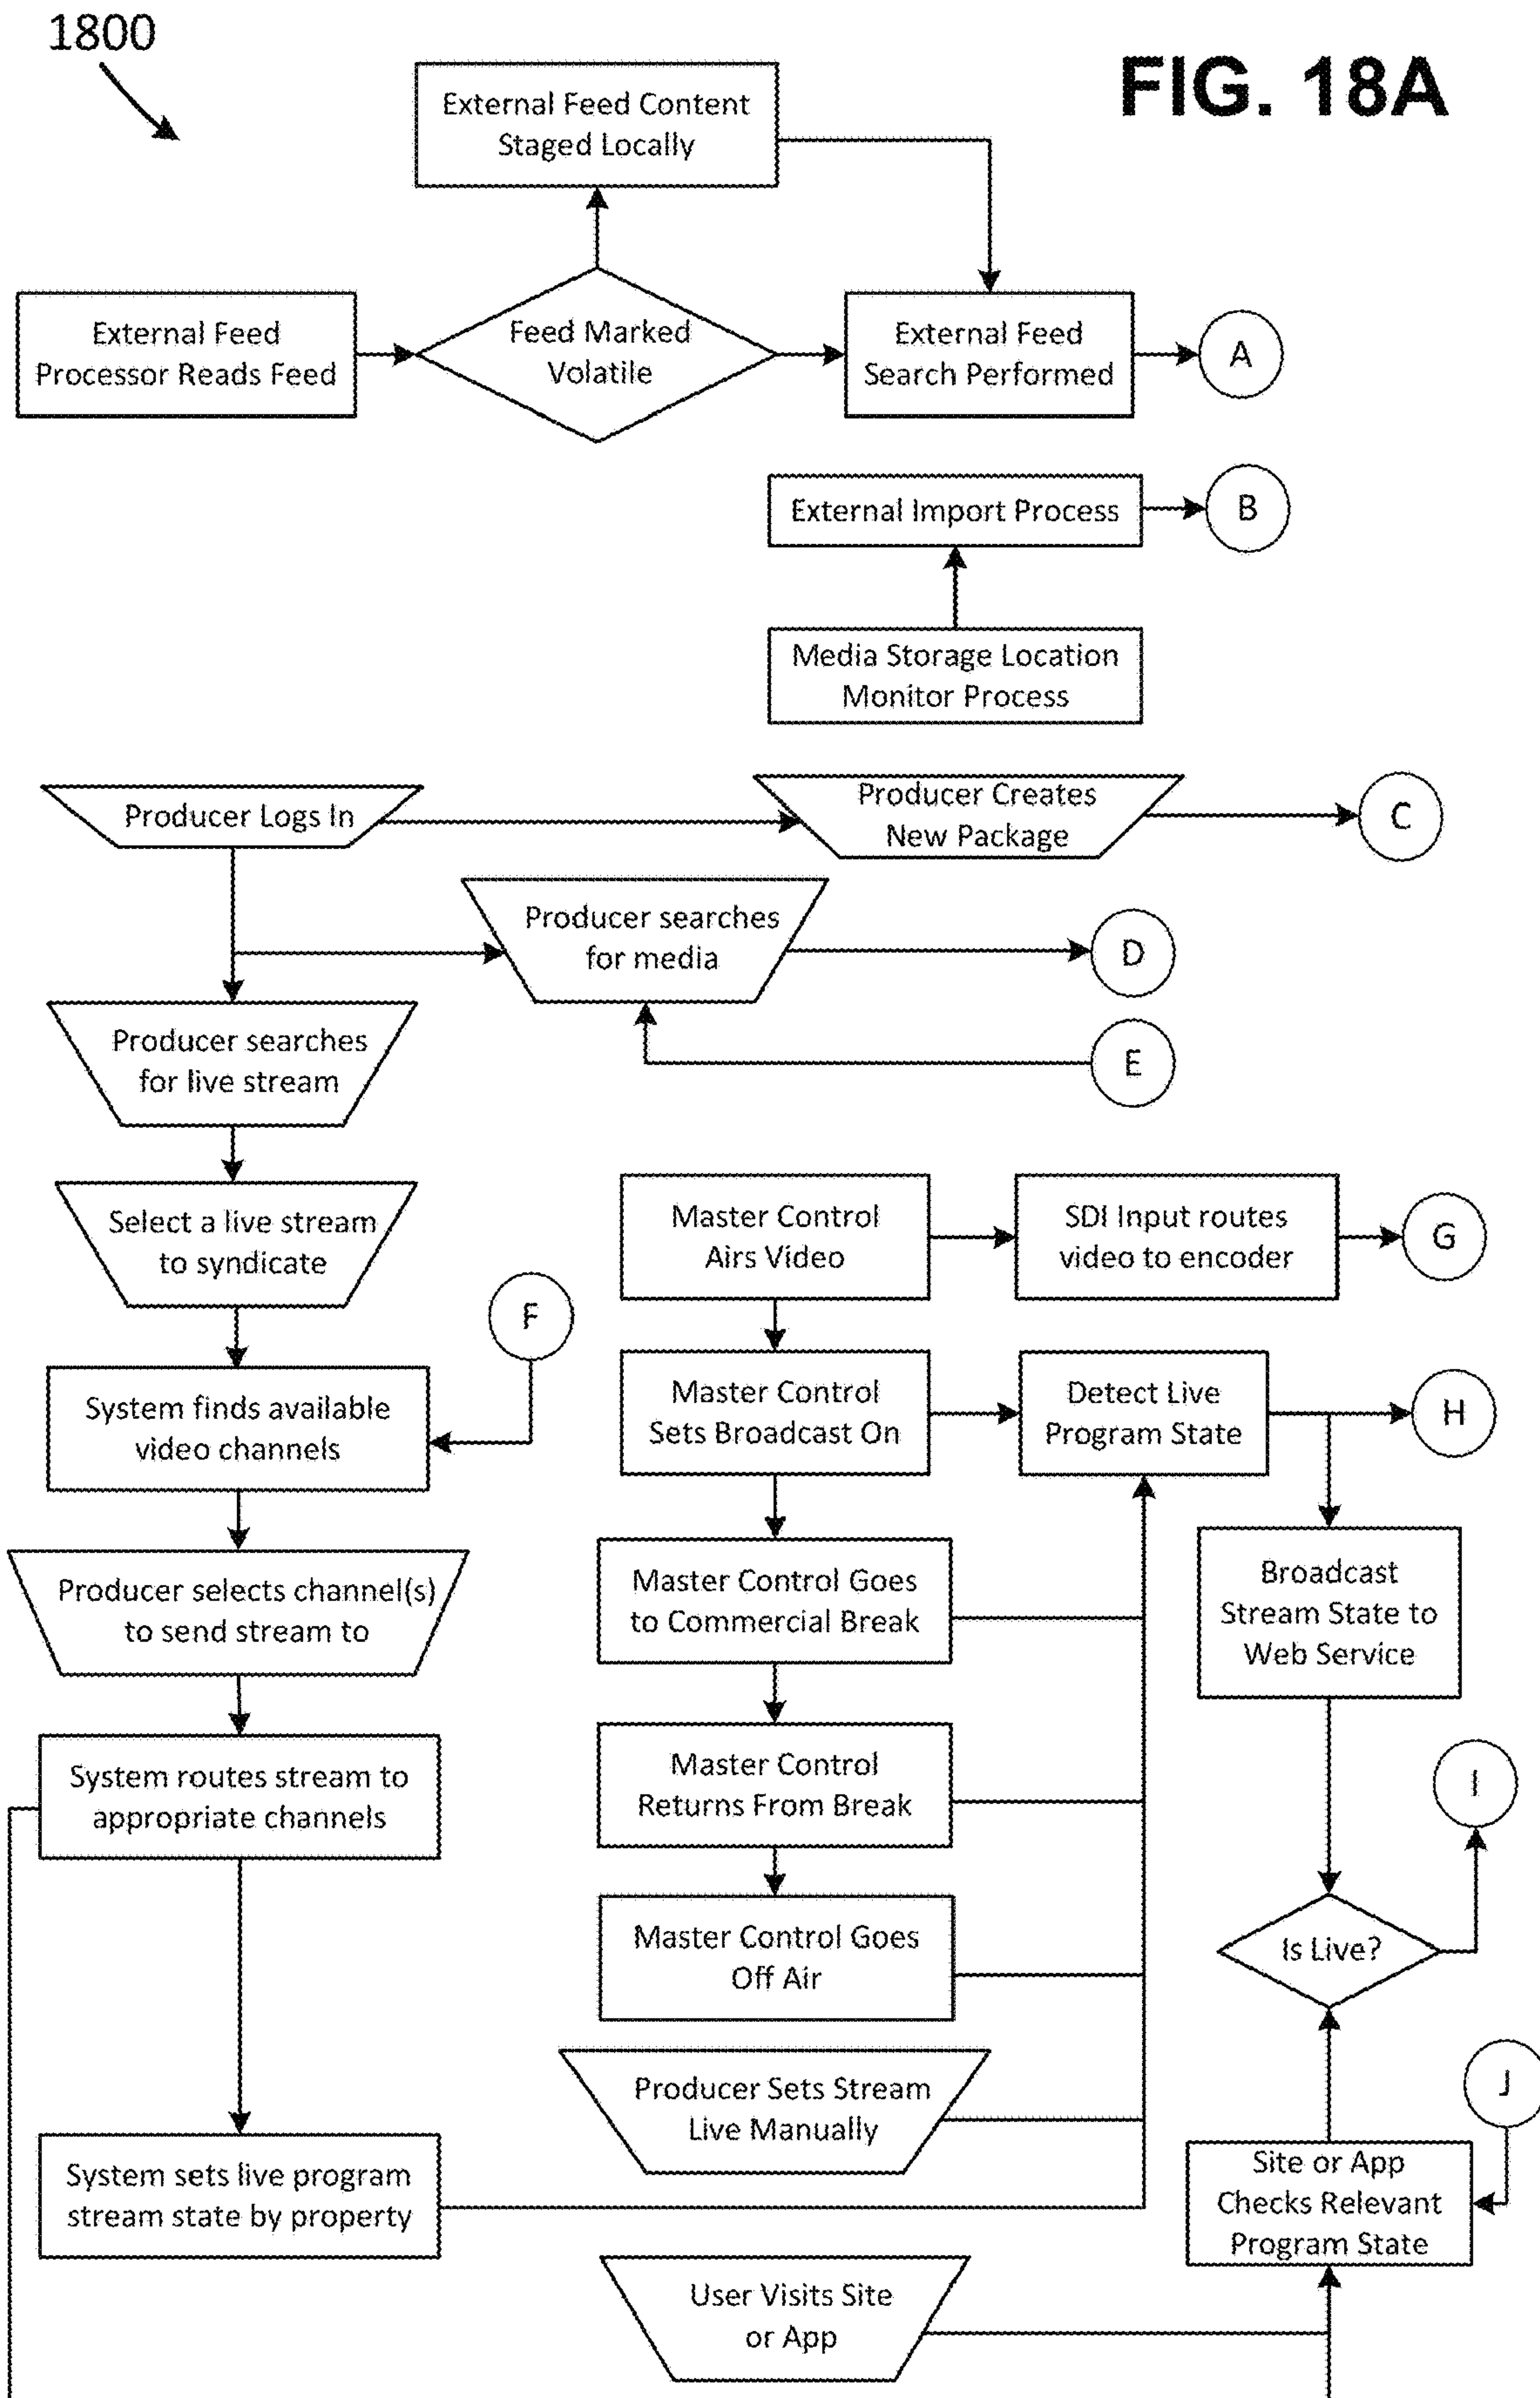 1800
FIG. 18A
External Feed Content
Staged Locally
External Feed
Processor Reads Feed
Feed Marked
Volatile
External Feed
Search Performed
A
External Import Process
B
Media Storage Location
Monitor Process
Producer Logs In
Producer Creates
New Package
C
Producer searches
for media
D
E
Producer searches
for live stream
Select a live stream
to syndicate
F
System finds available
video channels
Producer selects channel(s)
to send stream to
System routes stream to
appropriate channels
System sets live program
stream state by property
Master Control
Airs Video
SDI Input routes
video to encoder
G
Master Control
Sets Broadcast On
Detect Live
Program State
H
Master Control Goes
to Commercial Break
Broadcast
Stream State to
Web Service
Master Control
Returns From Break
I
Master Control Goes
Off Air
Is Live?
Producer Sets Stream
Live Manually
J
Site or App
Checks Relevant
Program State
User Visits Site
or App